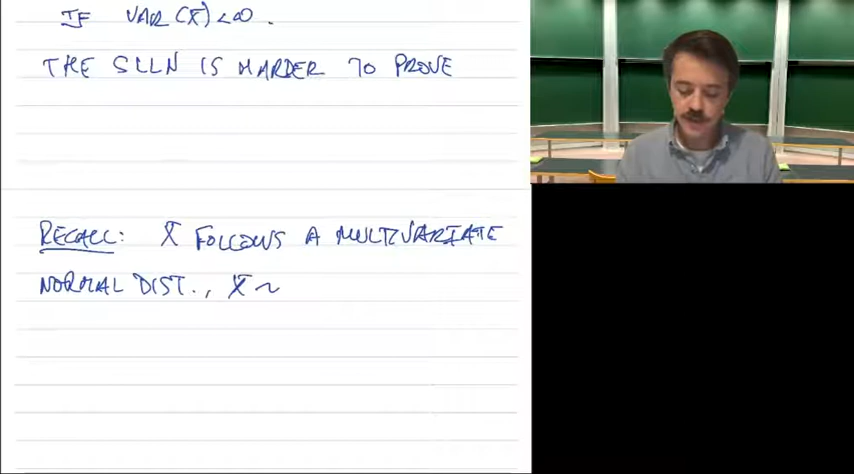 IF VAR(X)<∞.
THE SLLN IS HARDER TO PROVE
RECALL: X FOLLOWS A MULTIVARIATE
NORMAL DIST., X ~